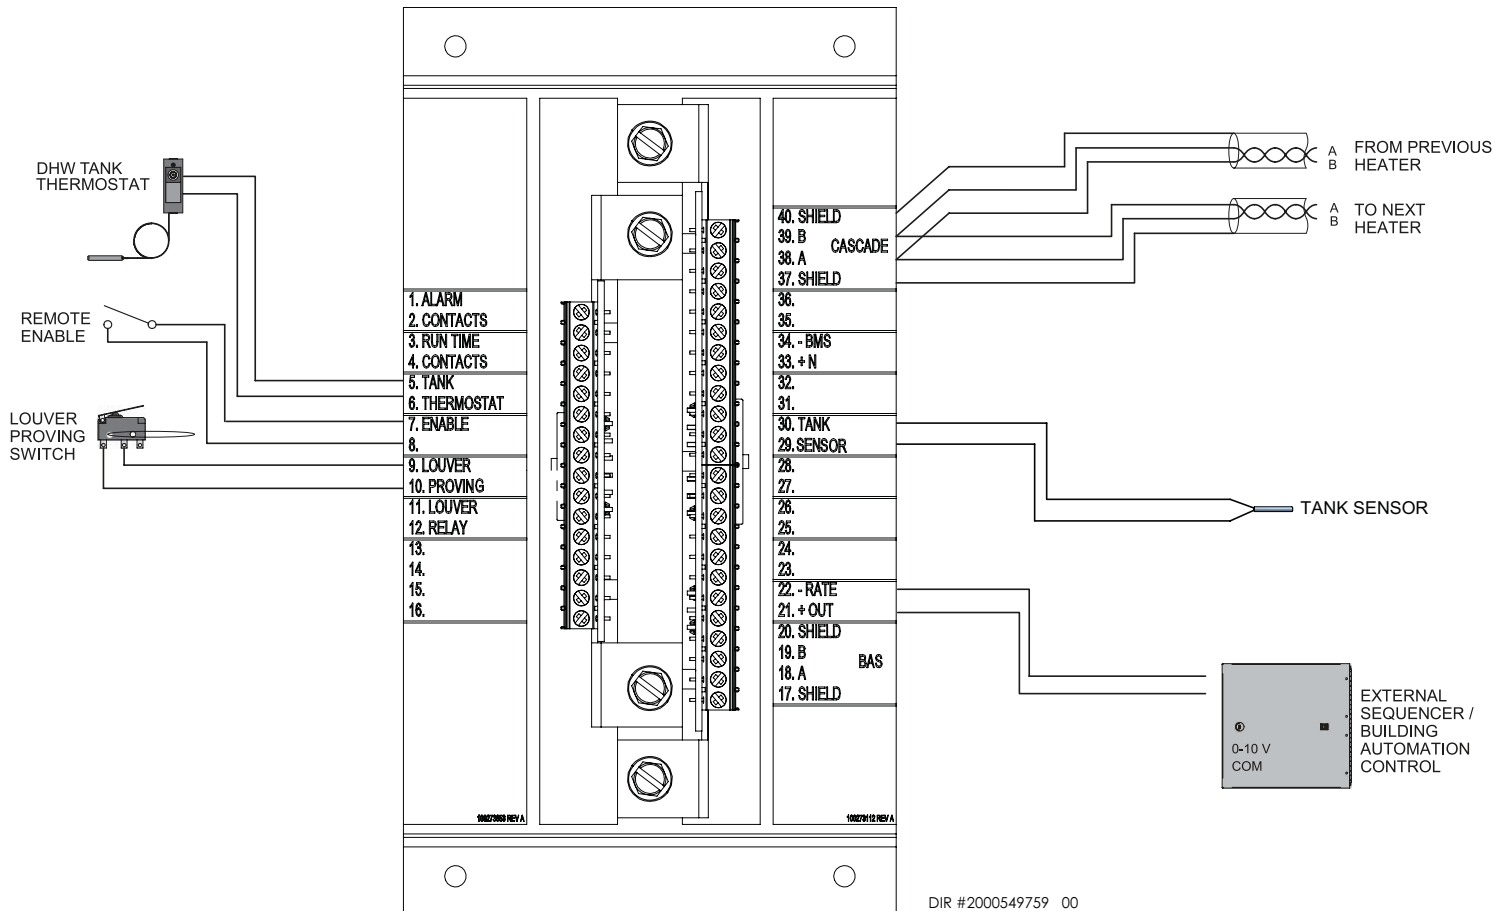 DHW TANK
THERMOSTAT
REMOTE
ENABLE
LOUVER
PROVING
SWITCH
1. ALARM
2. CONTACTS
3. RUN TIME
4. CONTACTS
5. TANK
6. THERMOSTAT
7. ENABLE
8.
9. LOUVER
10. PROVING
11. LOUVER
12. RELAY
13.
14.
15.
16.
40. SHIELD
39. B
CASCADE
38. A
37. SHIELD
36.
35.
34. - BMS
33. + N
32.
31.
30. TANK
29. SENSOR
28.
27.
26.
25.
24.
23.
22. - RATE
21. + OUT
20. SHIELD
19. B
BAS
18. A
17. SHIELD
REV A
100278112 REV A
A
B
FROM PREVIOUS
HEATER
A
B
TO NEXT
HEATER
TANK SENSOR
0-10 V
COM
EXTERNAL
SEQUENCER /
BUILDING
AUTOMATION
CONTROL
DIR #2000549759 00